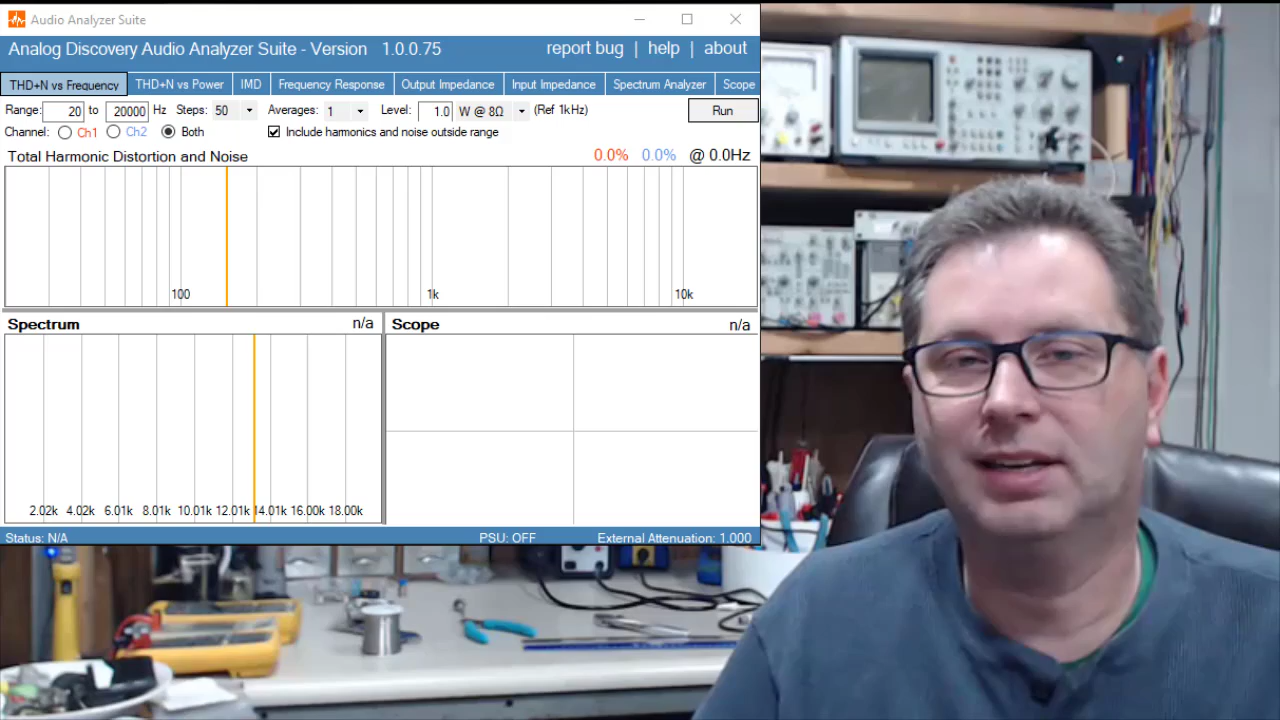 Audio Analyzer Suite
Analog Discovery Audio Analyzer Suite - Version 1.0.0.75 report bug | help | about
THD+N vs Frequency THD+N vs Power IMD Frequency Response Output Impedance Input Impedance Spectrum Analyzer Scope
Range: 20 to 20000 Hz Steps: 50 Averages: 1 Level: 1.0 W @ 8Ω (Ref 1kHz) Run
Channel: Ch1 Ch2 Both Include harmonics and noise outside range
Total Harmonic Distortion and Noise 0.0% 0.0% @ 0.0Hz
100 1k 10k
Spectrum n/a Scope n/a
2.02k 4.02k 6.01k 8.01k 10.01k 12.01k 14.01k 16.00k 18.00k
Status: N/A PSU: OFF External Attenuation: 1.000